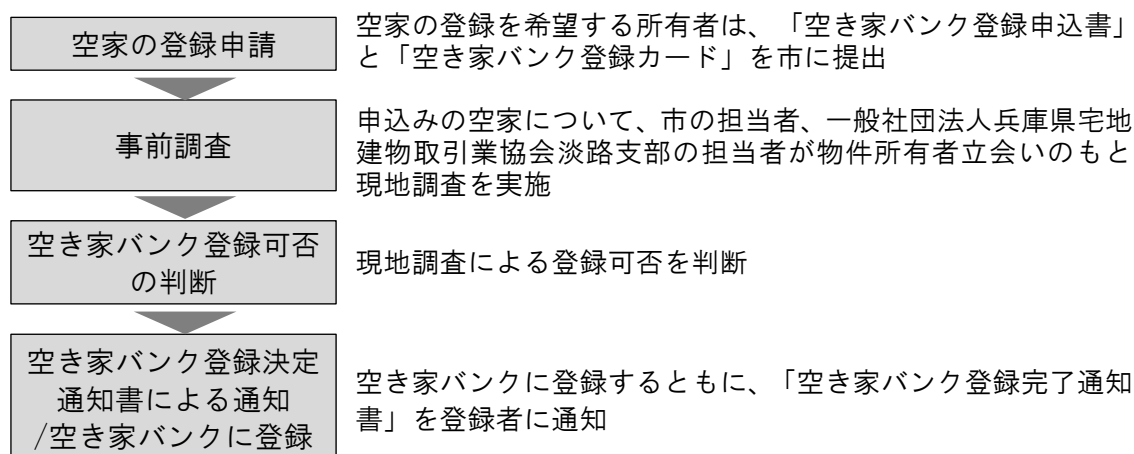 空家の登録申請
空家の登録を希望する所有者は、「空き家バンク登録申込書」
と「空き家バンク登録カード」を市に提出
事前調査
申込みの空家について、市の担当者、一般社団法人兵庫県宅地
建物取引業協会淡路支部の担当者が物件所有者立会いのもと
現地調査を実施
空き家バンク登録可否
の判断
現地調査による登録可否を判断
空き家バンク登録決定
通知書による通知
/空き家バンクに登録
空き家バンクに登録するともに、「空き家バンク登録完了通知
書」を登録者に通知